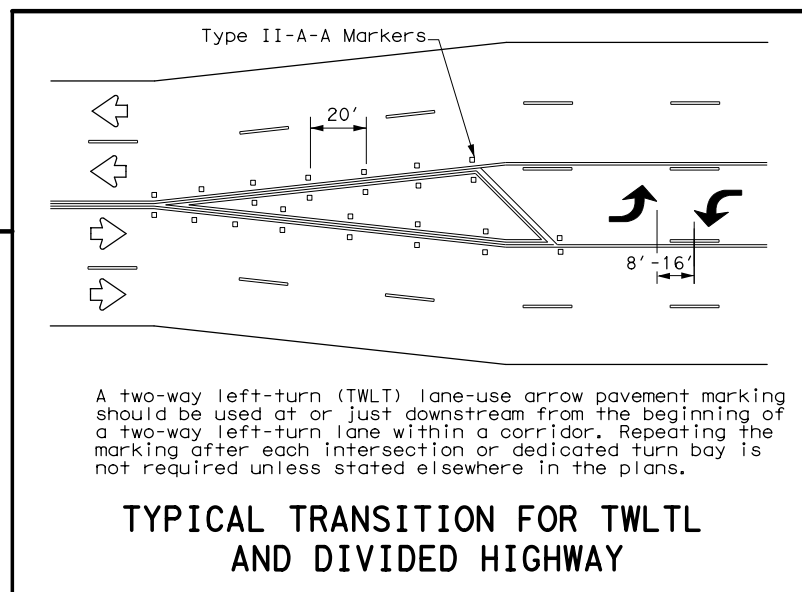 Type II-A-A Markers
20'
8'-16'
A two-way left-turn (TWLT) lane-use arrow pavement marking
should be used at or just downstream from the beginning of
a two-way left-turn lane within a corridor. Repeating the
marking after each intersection or dedicated turn bay is
not required unless stated elsewhere in the plans.
TYPICAL TRANSITION FOR TWLTL
AND DIVIDED HIGHWAY